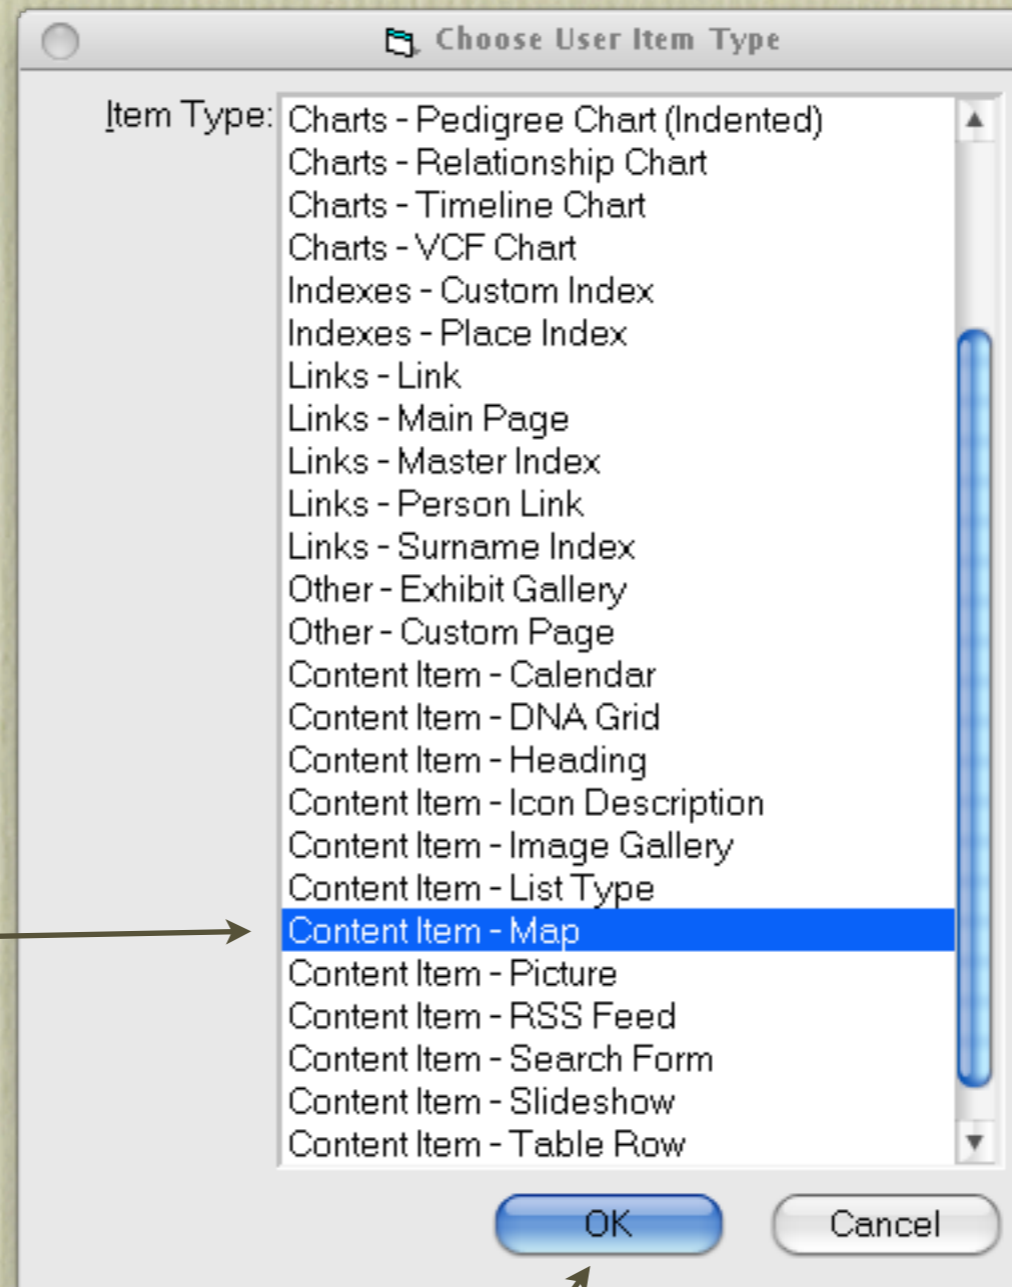 Choose User Item Type
Item Type:
Charts - Pedigree Chart (Indented)
Charts - Relationship Chart
Charts - Timeline Chart
Charts - VCF Chart
Indexes - Custom Index
Indexes - Place Index
Links - Link
Links - Main Page
Links - Master Index
Links - Person Link
Links - Surname Index
Other - Exhibit Gallery
Other - Custom Page
Content Item - Calendar
Content Item - DNA Grid
Content Item - Heading
Content Item - Icon Description
Content Item - Image Gallery
Content Item - List Type
Content Item - Map
Content Item - Picture
Content Item - RSS Feed
Content Item - Search Form
Content Item - Slideshow
Content Item - Table Row
OK Cancel